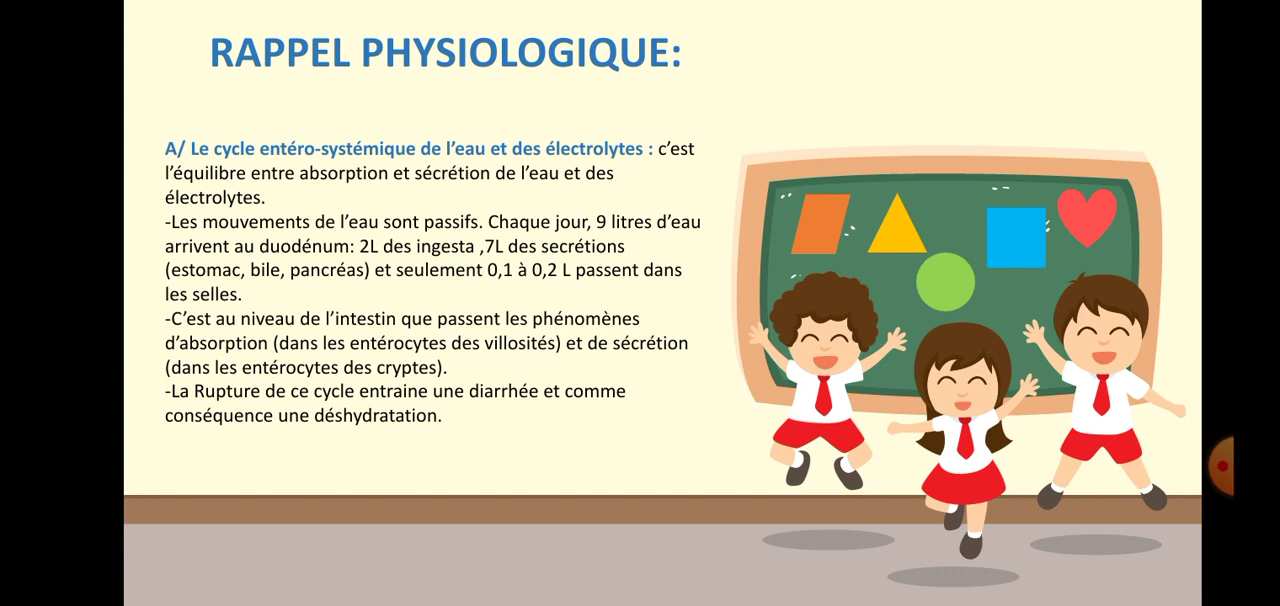 RAPPEL PHYSIOLOGIQUE:
A/ Le cycle entéro-systémique de l’eau et des électrolytes : c’est
l’équilibre entre absorption et sécrétion de l’eau et des
électrolytes.
-Les mouvements de l’eau sont passifs. Chaque jour, 9 litres d’eau
arrivent au duodénum: 2L des ingesta ,7L des secrétions
(estomac, bile, pancréas) et seulement 0,1 à 0,2 L passent dans
les selles.
-C’est au niveau de l’intestin que passent les phénomènes
d’absorption (dans les entérocytes des villosités) et de sécrétion
(dans les entérocytes des cryptes).
-La Rupture de ce cycle entraine une diarrhée et comme
conséquence une déshydratation.